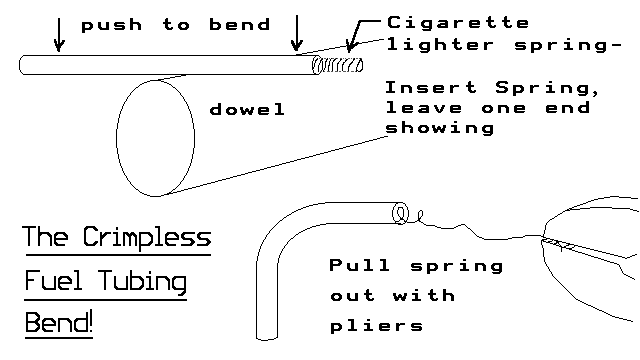 push to bend
Cigarette
lighter spring-
Insert Spring,
leave one end
showing
dowel
The Crimpless
Fuel Tubing
Bend!
Pull spring
out with
pliers